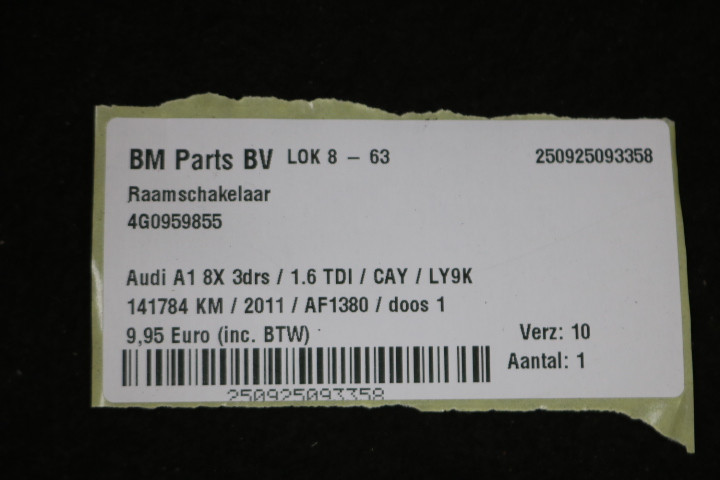 BM Parts BV LOK 8 – 63 250925093358
Raamschakelaar
4G0959855
Audi A1 8X 3drs / 1.6 TDI / CAY / LY9K
141784 KM / 2011 / AF1380 / doos 1
9,95 Euro (inc. BTW) Verz: 10
Aantal: 1
250925093358